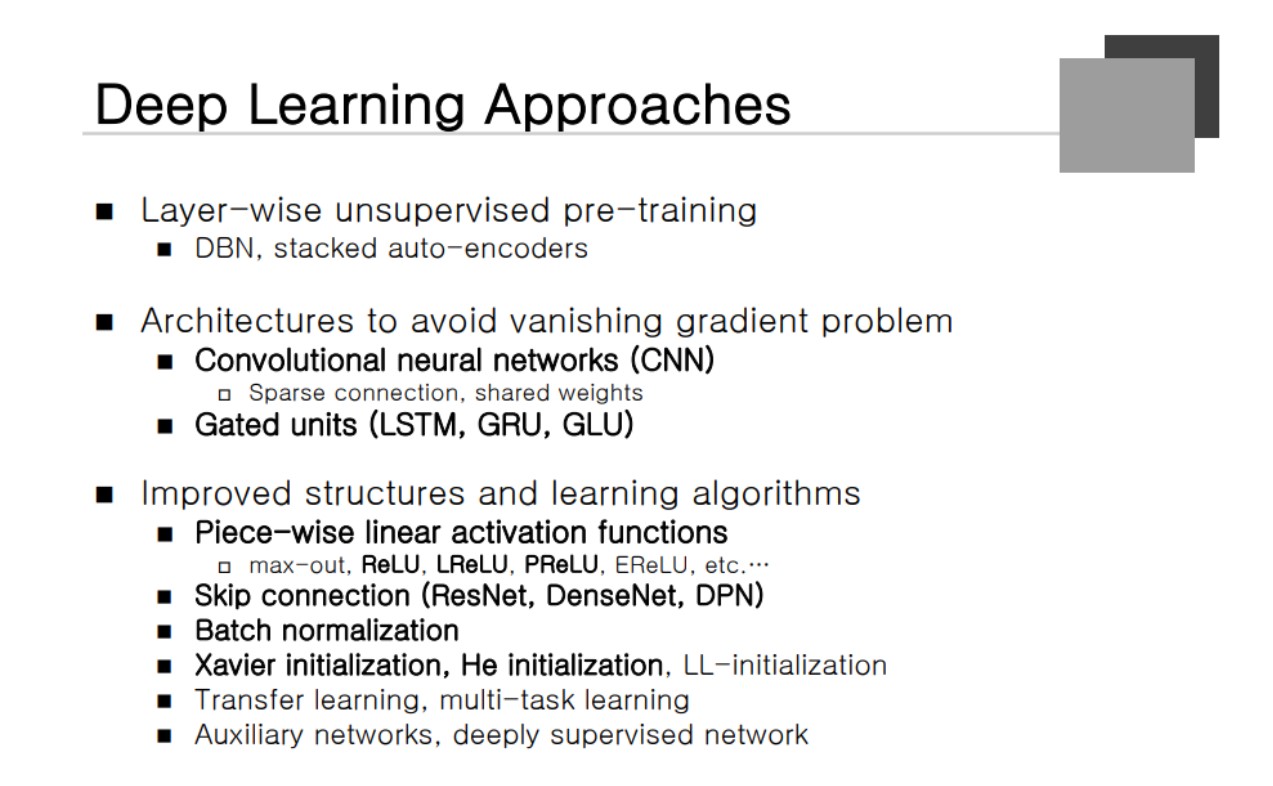 Deep Learning Approaches
■ Layer-wise unsupervised pre-training
■ DBN, stacked auto-encoders
■ Architectures to avoid vanishing gradient problem
■ Convolutional neural networks (CNN)
□ Sparse connection, shared weights
■ Gated units (LSTM, GRU, GLU)
■ Improved structures and learning algorithms
■ Piece-wise linear activation functions
□ max-out, ReLU, LReLU, PReLU, EReLU, etc.…
■ Skip connection (ResNet, DenseNet, DPN)
■ Batch normalization
■ Xavier initialization, He initialization, LL-initialization
■ Transfer learning, multi-task learning
■ Auxiliary networks, deeply supervised network